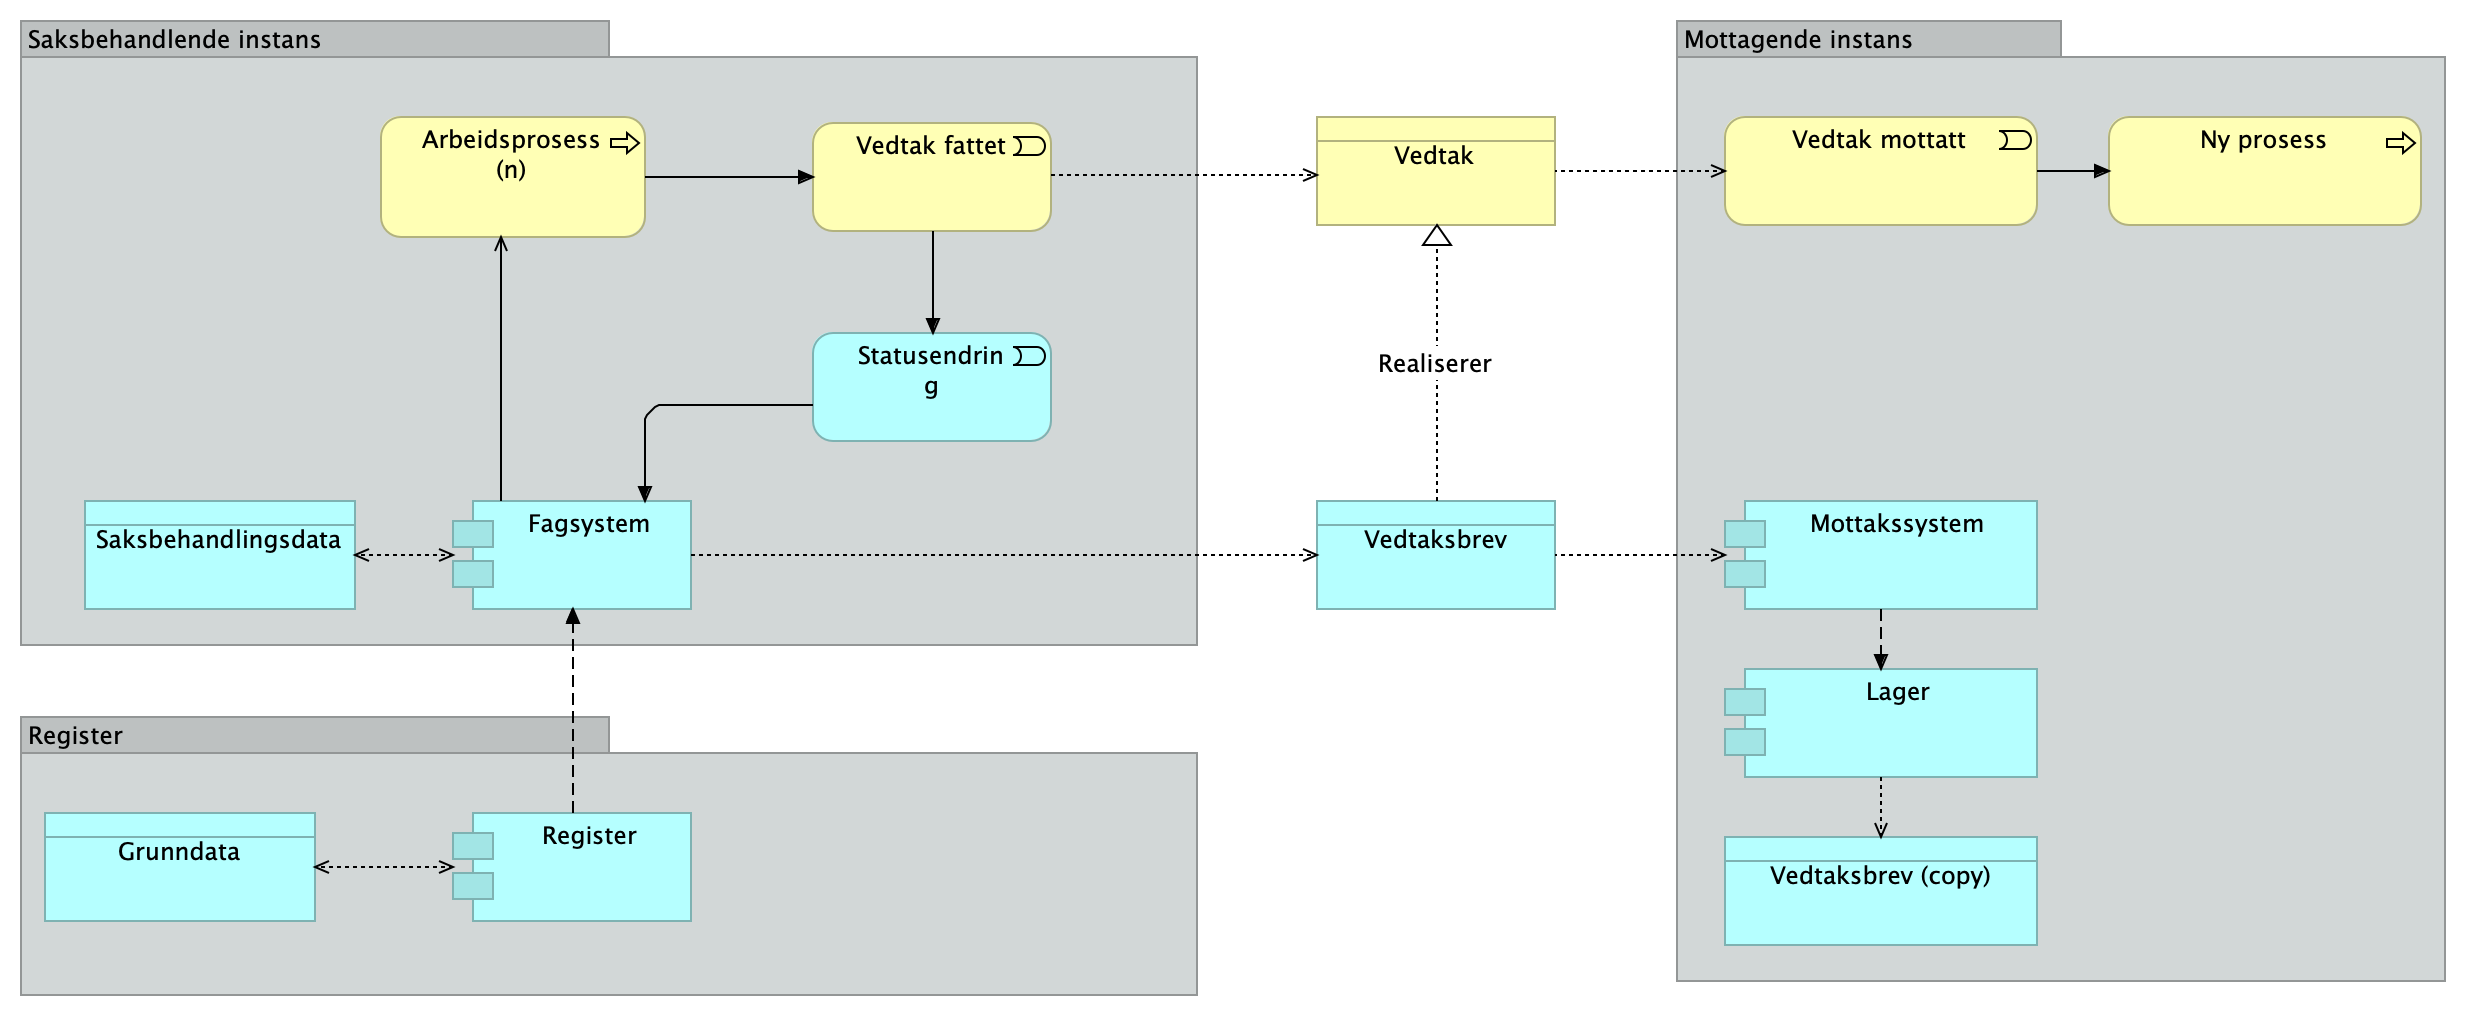 Saksbehandlende instans
Mottagende instans
Arbeidsprosess
(n)
Vedtak fattet
Vedtak
Vedtak mottatt
Ny prosess
Statusendrin
g
Realiserer
Saksbehandlingsdata
Fagsystem
Vedtaksbrev
Mottakssystem
Lager
Register
Grunndata
Register
Vedtaksbrev (copy)